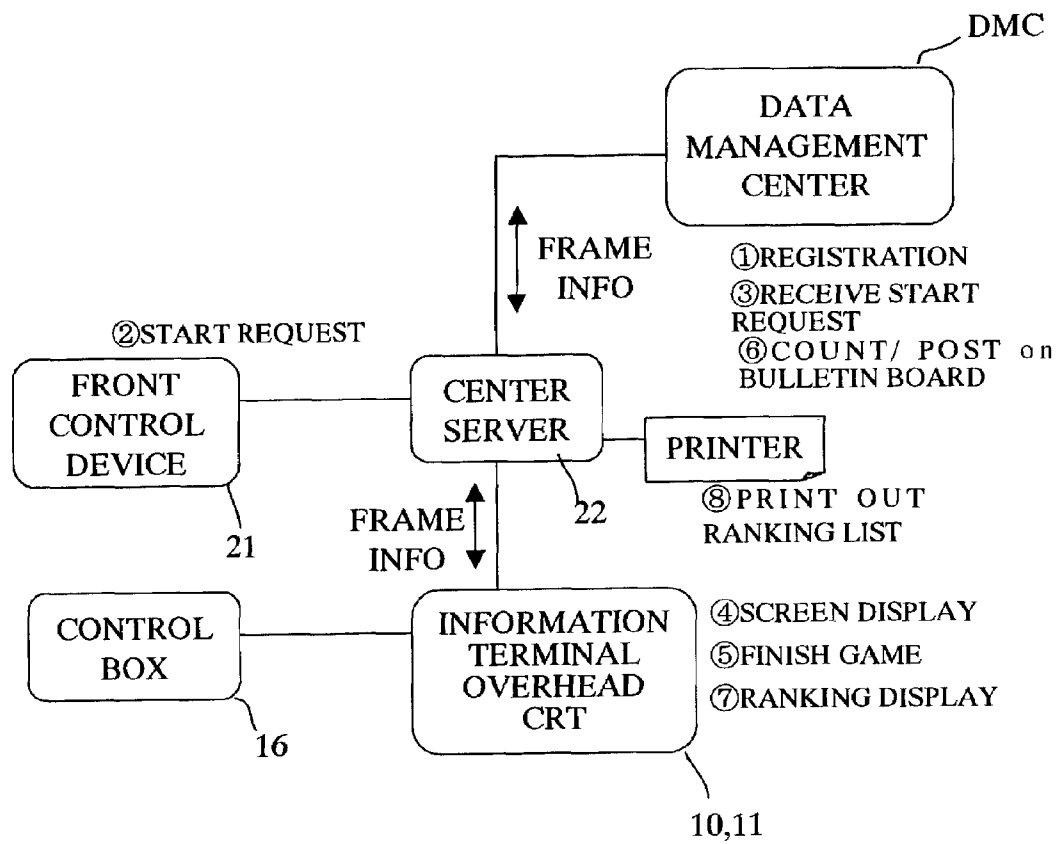 DMC
DATA
MANAGEMENT
CENTER
FRAME
INFO
①REGISTRATION
③RECEIVE START
REQUEST
⑥COUNT/ POST on
BULLETIN BOARD
②START REQUEST
FRONT
CONTROL
DEVICE
21
CENTER
SERVER
22
PRINTER
⑧PRINT OUT
RANKING LIST
FRAME
INFO
CONTROL
BOX
16
INFORMATION
TERMINAL
OVERHEAD
CRT
10,11
④SCREEN DISPLAY
⑤FINISH GAME
⑦RANKING DISPLAY